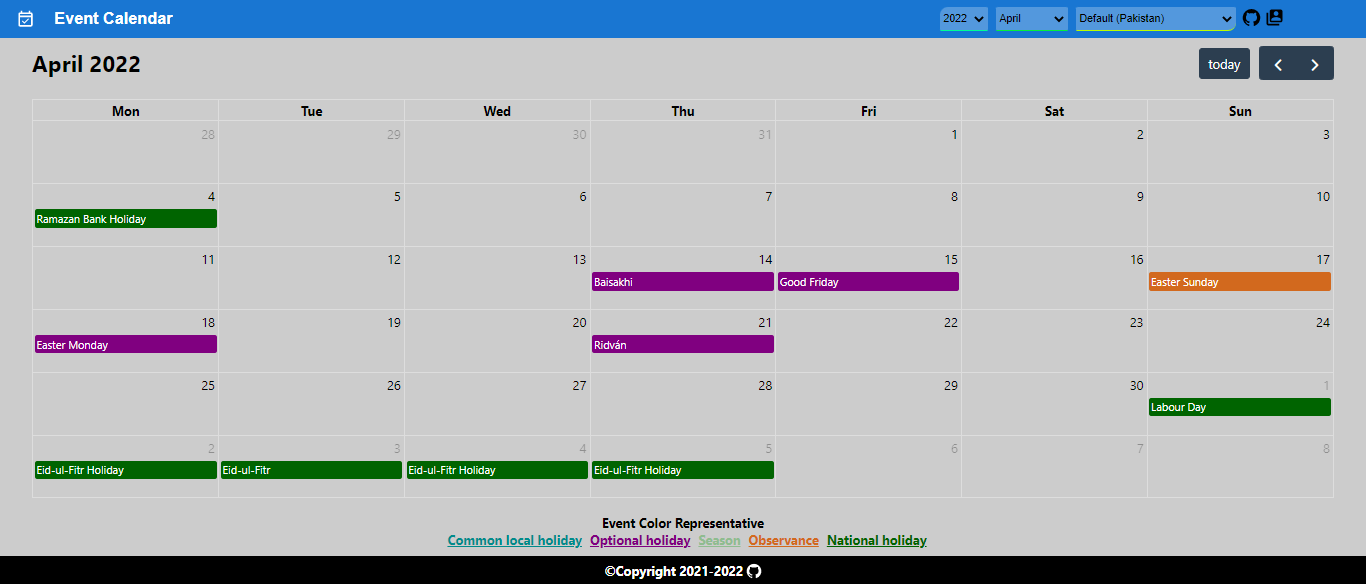 Event Calendar 2022 April Default (Pakistan)
April 2022 today
Mon Tue Wed Thu Fri Sat Sun
28 29 30 31 1 2 3
4 5 6 7 8 9 10
Ramazan Bank Holiday
11 12 13 14 15 16 17
Baisakhi Good Friday Easter Sunday
18 19 20 21 22 23 24
Easter Monday Ridván
25 26 27 28 29 30 1
Labour Day
2 3 4 5 6 7 8
Eid-ul-Fitr Holiday Eid-ul-Fitr Eid-ul-Fitr Holiday Eid-ul-Fitr Holiday
Event Color Representative
Common local holiday Optional holiday Season Observance National holiday
©Copyright 2021-2022